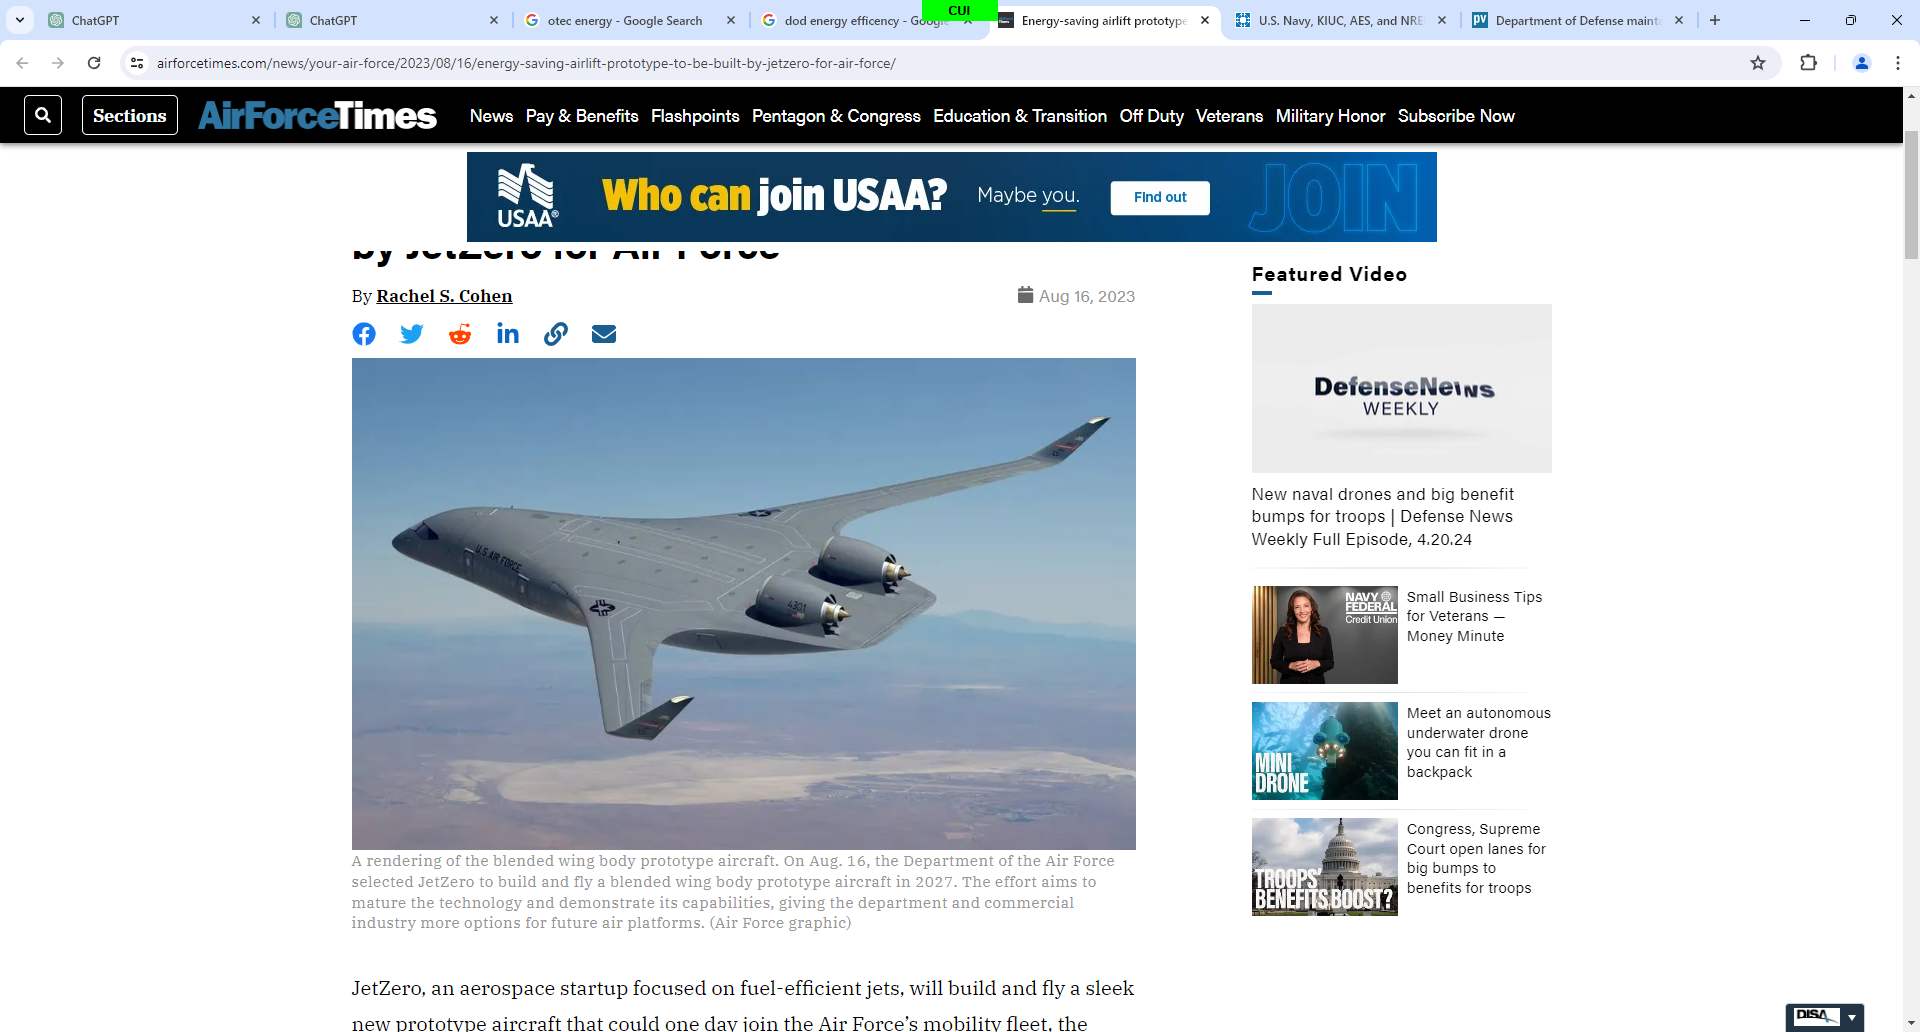 CUI
ChatGPT
ChatGPT
otec energy - Google Search
dod energy efficency - Google
Energy-saving airlift prototype
U.S. Navy, KIUC, AES, and NRE
Department of Defense maint
airforcetimes.com/news/your-air-force/2023/08/16/energy-saving-airlift-prototype-to-be-built-by-jetzero-for-air-force/
Sections
AirForceTimes
News
Pay & Benefits
Flashpoints
Pentagon & Congress
Education & Transition
Off Duty
Veterans
Military Honor
Subscribe Now
USAA®
Who can join USAA?
Maybe you.
Find out
JOIN
by JetZero for Air Force
By Rachel S. Cohen
Aug 16, 2023
U.S. AIR FORCE
4301
A rendering of the blended wing body prototype aircraft. On Aug. 16, the Department of the Air Force
selected JetZero to build and fly a blended wing body prototype aircraft in 2027. The effort aims to
mature the technology and demonstrate its capabilities, giving the department and commercial
industry more options for future air platforms. (Air Force graphic)
JetZero, an aerospace startup focused on fuel-efficient jets, will build and fly a sleek
new prototype aircraft that could one day join the Air Force’s mobility fleet, the
Featured Video
DefenseNews
WEEKLY
New naval drones and big benefit
bumps for troops | Defense News
Weekly Full Episode, 4.20.24
NAVY
FEDERAL
Credit Union
Small Business Tips
for Veterans —
Money Minute
MINI
DRONE
Meet an autonomous
underwater drone
you can fit in a
backpack
TROOPS'
BENEFITS BOOST?
Congress, Supreme
Court open lanes for
big bumps to
benefits for troops
DISA